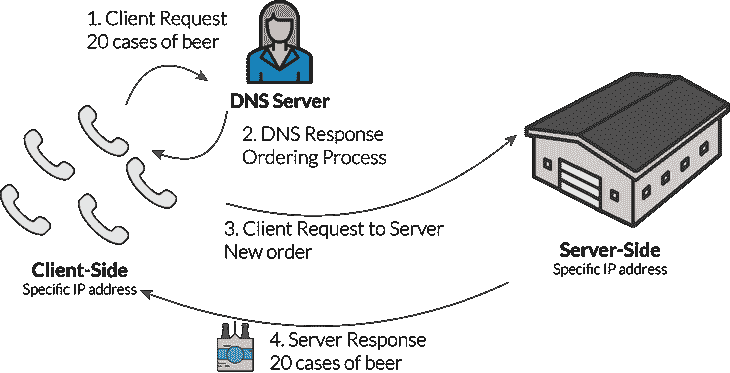 1. Client Request
20 cases of beer
DNS Server
2. DNS Response
Ordering Process
3. Client Request to Server
New order
Client-Side
Specific IP address
Server-Side
Specific IP address
4. Server Response
20 cases of beer